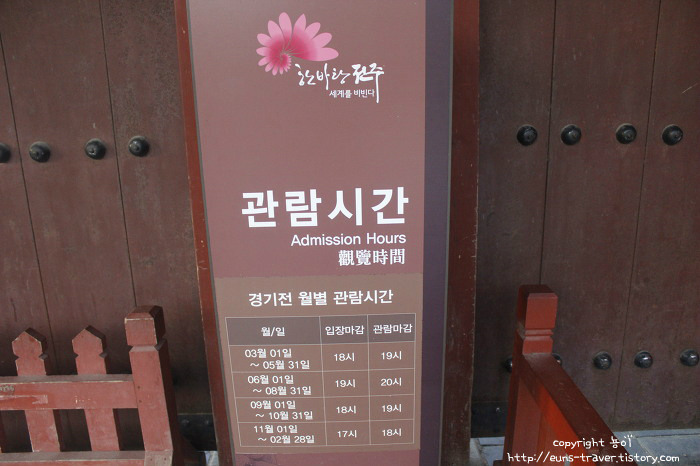 한바탕전주
세계를 비빈다
관람시간
Admission Hours
觀覽時間
경기전 월별 관람시간
월/일 입장마감 관람마감
03월 01일
~ 05월 31일 18시 19시
06월 01일
~ 08월 31일 19시 20시
09월 01일
~ 10월 31일 18시 19시
11월 01일
~ 02월 28일 17시 18시
http://euns-traver.tistory.com